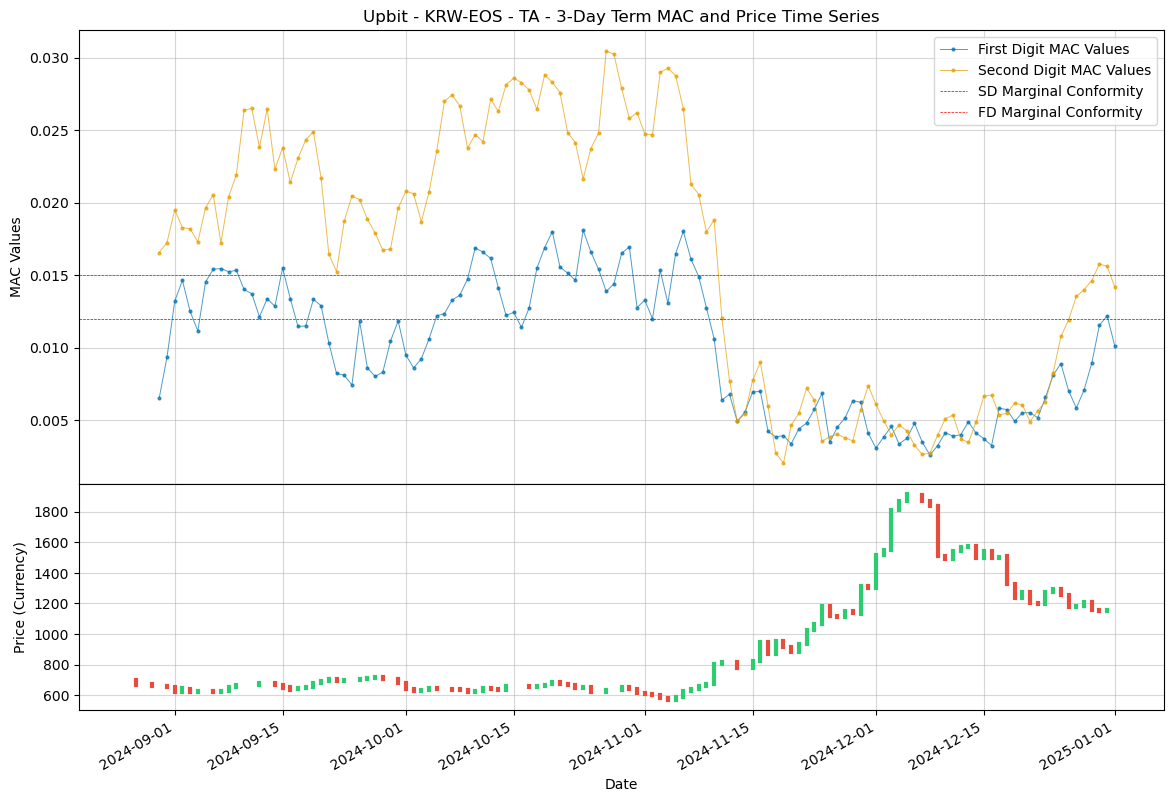 Upbit - KRW-EOS - TA - 3-Day Term MAC and Price Time Series
First Digit MAC Values
Second Digit MAC Values
SD Marginal Conformity
FD Marginal Conformity
MAC Values
0.030
0.025
0.020
0.015
0.010
0.005
Price (Currency)
1800
1600
1400
1200
1000
800
600
2024-09-01
2024-09-15
2024-10-01
2024-10-15
2024-11-01
2024-11-15
2024-12-01
2024-12-15
2025-01-01
Date